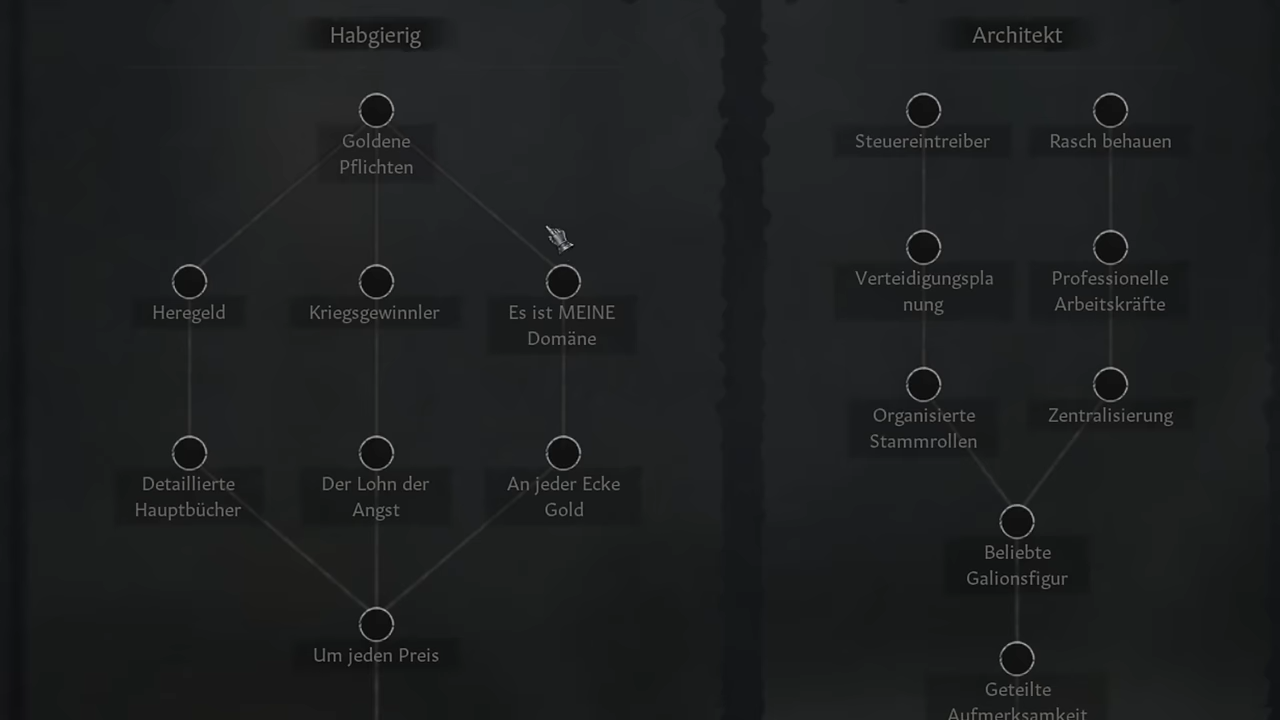 Habgierig
Goldene
Pflichten
Heregeld
Kriegsgewinnler
Es ist MEINE
Domäne
Detaillierte
Hauptbücher
Der Lohn der
Angst
An jeder Ecke
Gold
Um jeden Preis
Architekt
Steuereintreiber
Rasch behauen
Verteidigungspla
nung
Professionelle
Arbeitskräfte
Organisierte
Stammrollen
Zentralisierung
Beliebte
Galionsfigur
Geteilte
Aufmerksamkeit